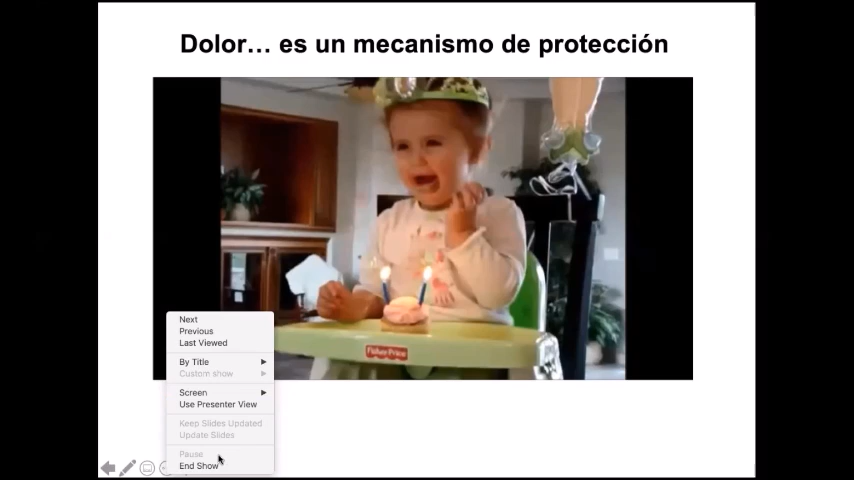 Dolor… es un mecanismo de protección
Fisher-Price
Next
Previous
Last Viewed
By Title
Custom show
Screen
Use Presenter View
Keep Slides Updated
Update Slides
Pause
End Show